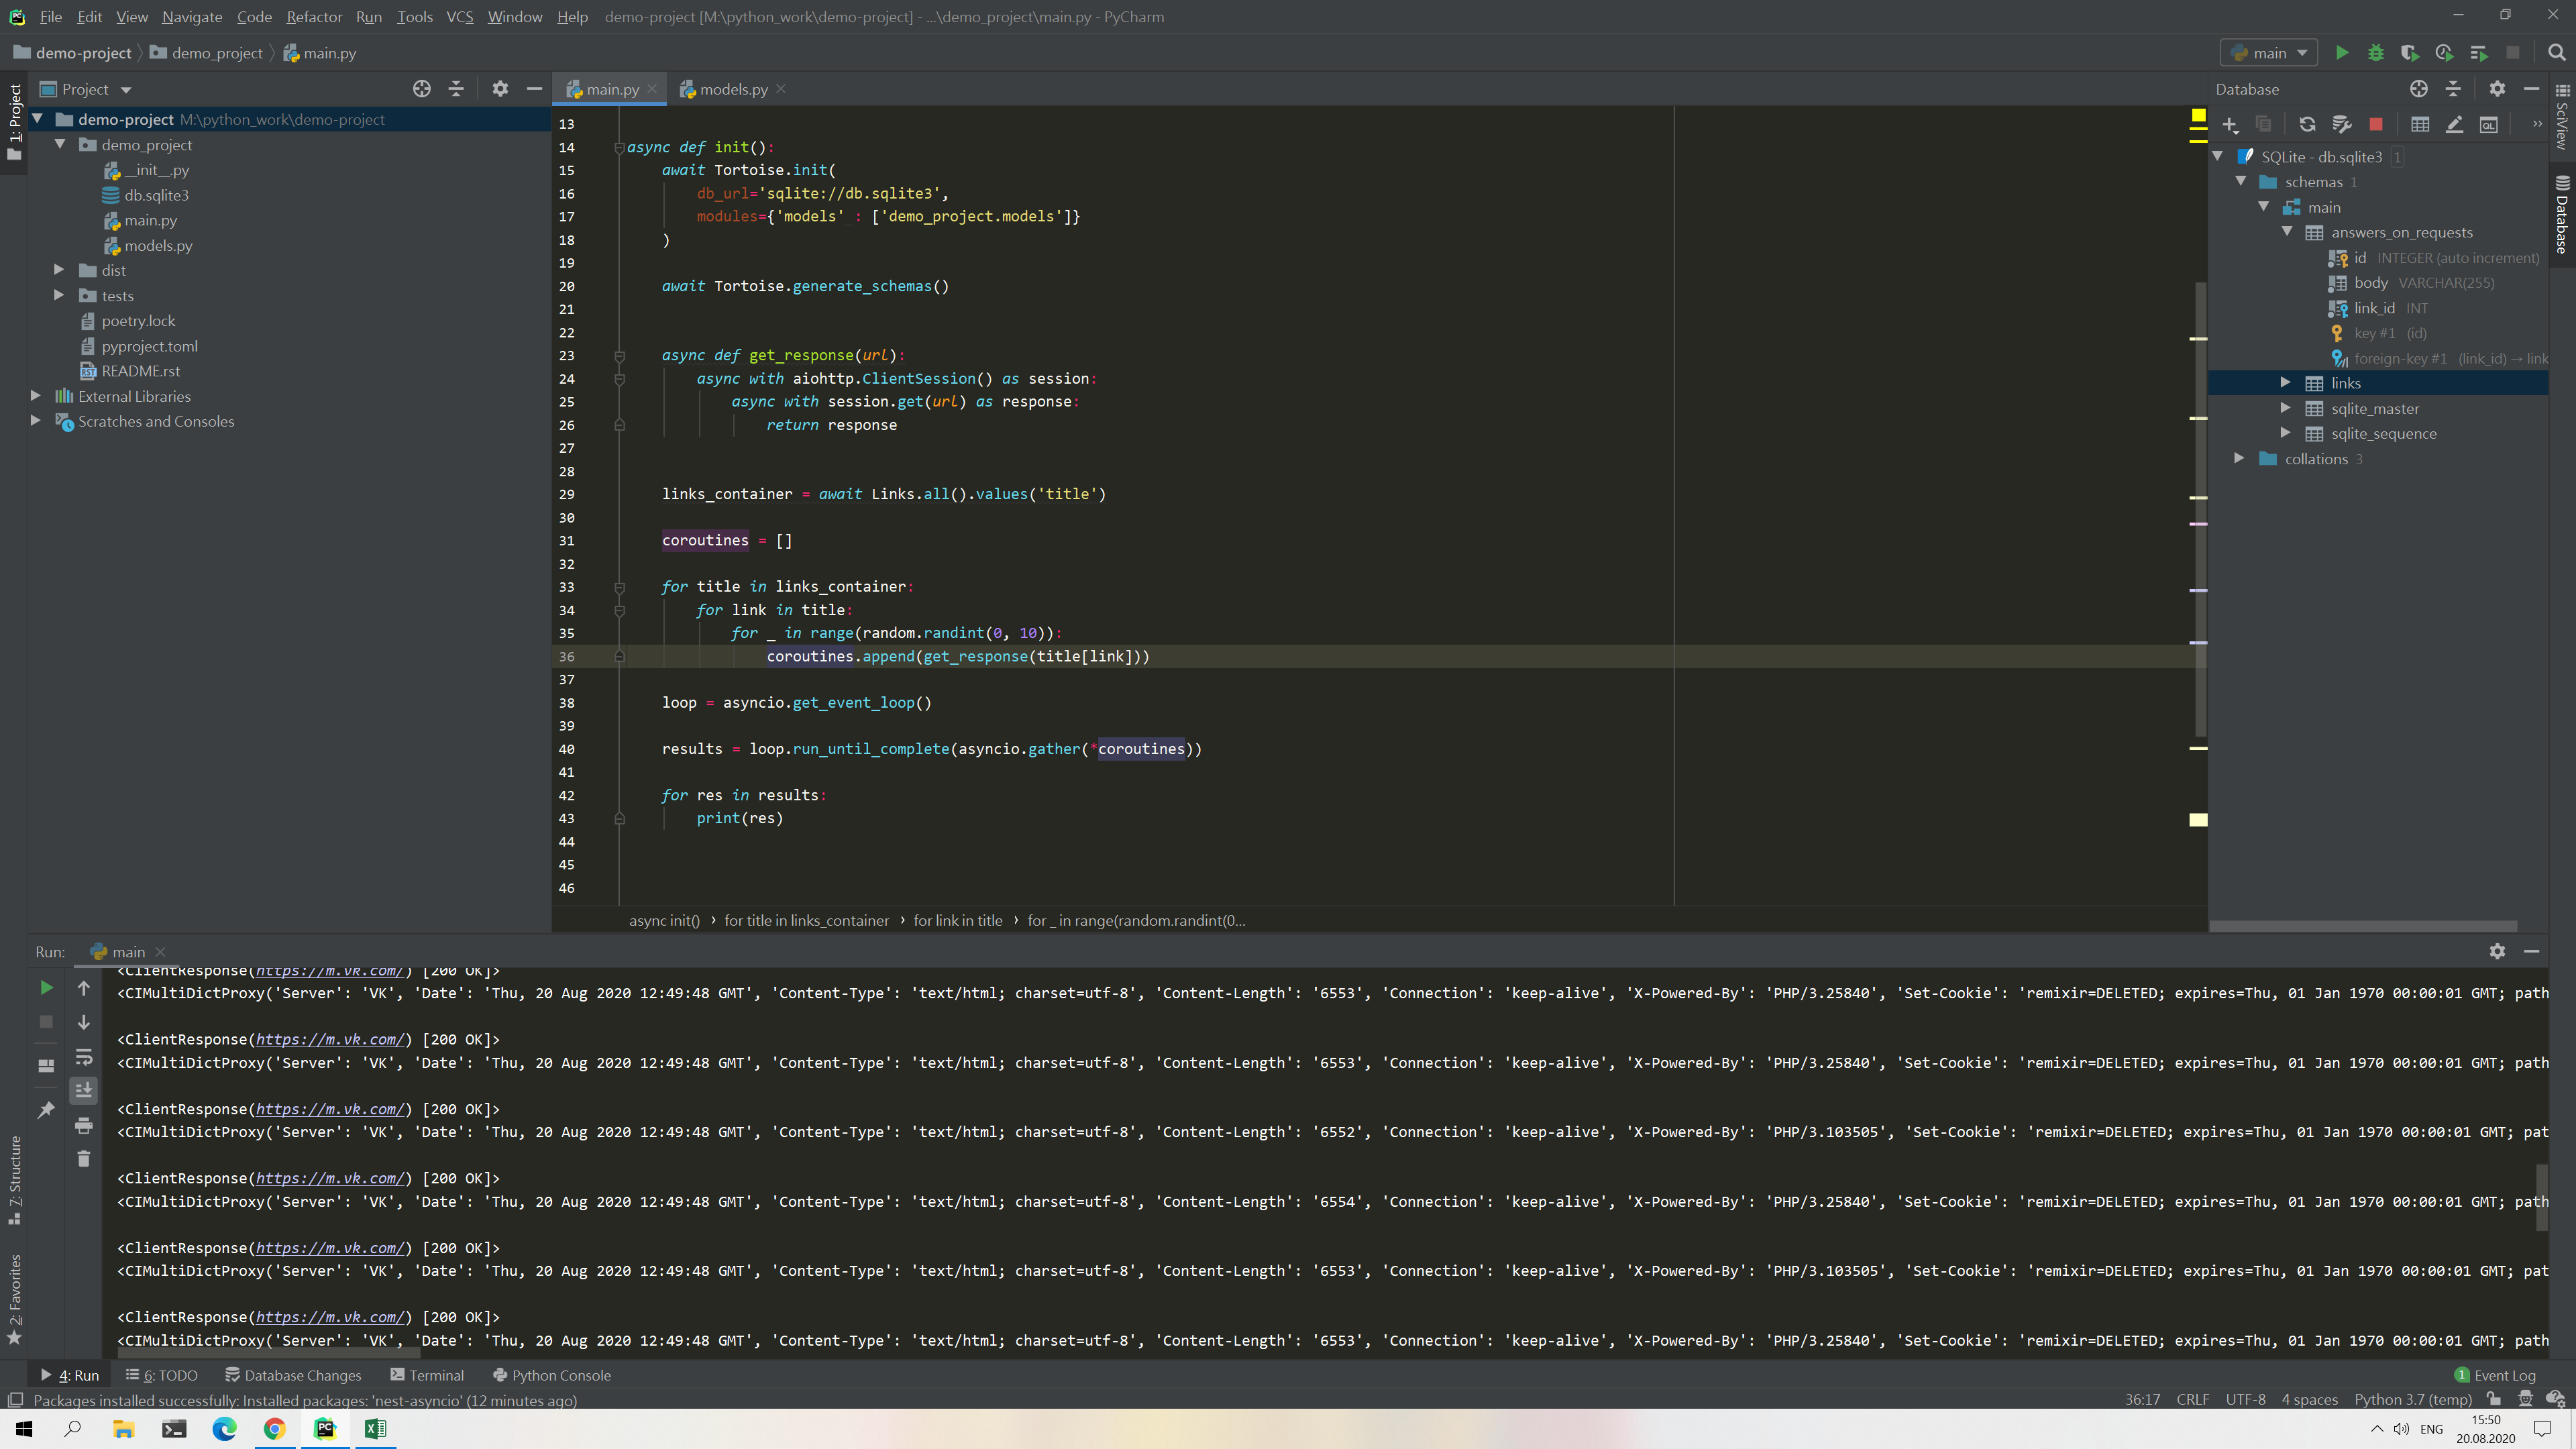 File Edit View Navigate Code Refactor Run Tools VCS Window Help demo-project [M:\python_work\demo-project] - ...\demo_project\main.py - PyCharm
demo-project demo_project main.py
main
1: Project
Project
demo-project M:\python_work\demo-project
demo_project
__init__.py
db.sqlite3
main.py
models.py
dist
tests
poetry.lock
pyproject.toml
README.rst
External Libraries
Scratches and Consoles
main.py models.py
13
14 async def init():
15 await Tortoise.init(
16 db_url='sqlite://db.sqlite3',
17 modules={'models' : ['demo_project.models']}
18 )
19
20 await Tortoise.generate_schemas()
21
22
23 async def get_response(url):
24 async with aiohttp.ClientSession() as session:
25 async with session.get(url) as response:
26 return response
27
28
29 links_container = await Links.all().values('title')
30
31 coroutines = []
32
33 for title in links_container:
34 for link in title:
35 for _ in range(random.randint(0, 10)):
36 coroutines.append(get_response(title[link]))
37
38 loop = asyncio.get_event_loop()
39
40 results = loop.run_until_complete(asyncio.gather(*coroutines))
41
42 for res in results:
43 print(res)
44
45
46
async init() › for title in links_container › for link in title › for _ in range(random.randint(0...
Database
SQLite - db.sqlite3 1
schemas 1
main
answers_on_requests
id INTEGER (auto increment)
body VARCHAR(255)
link_id INT
key #1 (id)
foreign-key #1 (link_id) → link
links
sqlite_master
sqlite_sequence
collations 3
SciView
Database
Run: main
<ClientResponse(https://m.vk.com/) [200 OK]>
<CIMultiDictProxy('Server': 'VK', 'Date': 'Thu, 20 Aug 2020 12:49:48 GMT', 'Content-Type': 'text/html; charset=utf-8', 'Content-Length': '6553', 'Connection': 'keep-alive', 'X-Powered-By': 'PHP/3.25840', 'Set-Cookie': 'remixir=DELETED; expires=Thu, 01 Jan 1970 00:00:01 GMT; path
<ClientResponse(https://m.vk.com/) [200 OK]>
<CIMultiDictProxy('Server': 'VK', 'Date': 'Thu, 20 Aug 2020 12:49:48 GMT', 'Content-Type': 'text/html; charset=utf-8', 'Content-Length': '6553', 'Connection': 'keep-alive', 'X-Powered-By': 'PHP/3.25840', 'Set-Cookie': 'remixir=DELETED; expires=Thu, 01 Jan 1970 00:00:01 GMT; path
<ClientResponse(https://m.vk.com/) [200 OK]>
<CIMultiDictProxy('Server': 'VK', 'Date': 'Thu, 20 Aug 2020 12:49:48 GMT', 'Content-Type': 'text/html; charset=utf-8', 'Content-Length': '6552', 'Connection': 'keep-alive', 'X-Powered-By': 'PHP/3.103505', 'Set-Cookie': 'remixir=DELETED; expires=Thu, 01 Jan 1970 00:00:01 GMT; pat
<ClientResponse(https://m.vk.com/) [200 OK]>
<CIMultiDictProxy('Server': 'VK', 'Date': 'Thu, 20 Aug 2020 12:49:48 GMT', 'Content-Type': 'text/html; charset=utf-8', 'Content-Length': '6554', 'Connection': 'keep-alive', 'X-Powered-By': 'PHP/3.25840', 'Set-Cookie': 'remixir=DELETED; expires=Thu, 01 Jan 1970 00:00:01 GMT; path
<ClientResponse(https://m.vk.com/) [200 OK]>
<CIMultiDictProxy('Server': 'VK', 'Date': 'Thu, 20 Aug 2020 12:49:48 GMT', 'Content-Type': 'text/html; charset=utf-8', 'Content-Length': '6553', 'Connection': 'keep-alive', 'X-Powered-By': 'PHP/3.103505', 'Set-Cookie': 'remixir=DELETED; expires=Thu, 01 Jan 1970 00:00:01 GMT; pat
<ClientResponse(https://m.vk.com/) [200 OK]>
<CIMultiDictProxy('Server': 'VK', 'Date': 'Thu, 20 Aug 2020 12:49:48 GMT', 'Content-Type': 'text/html; charset=utf-8', 'Content-Length': '6553', 'Connection': 'keep-alive', 'X-Powered-By': 'PHP/3.25840', 'Set-Cookie': 'remixir=DELETED; expires=Thu, 01 Jan 1970 00:00:01 GMT; path
7: Structure
2: Favorites
4: Run 6: TODO Database Changes Terminal Python Console 1 Event Log
Packages installed successfully: Installed packages: 'nest-asyncio' (12 minutes ago) 36:17 CRLF UTF-8 4 spaces Python 3.7 (temp)
ENG 15:50
20.08.2020